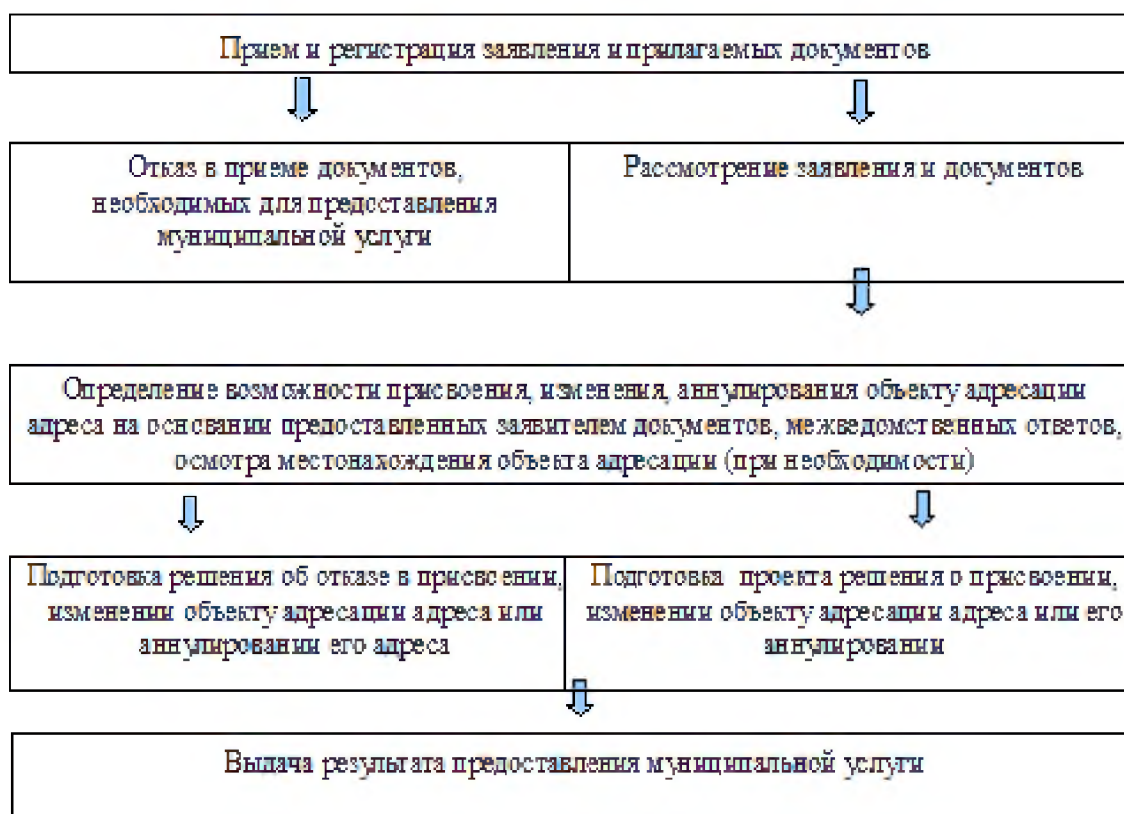 Прием и регистрация заявления и прилагаемых документов
Отказ в приеме документов,
необходимых для предоставления
муниципальной услуги
Рассмотрение заявления и документов
Определение возможности присвоения, изменения, аннулирования объекту адресации
адреса на основании предоставленных заявителем документов, межведомственных ответов,
осмотра местонахождения объекта адресации (при необходимости)
Подготовка решения об отказе в присвоении,
изменении объекту адресации адреса или
аннулировании его адреса
Подготовка проекта решения о присвоении,
изменении объекту адресации адреса или его
аннулировании
Выдача результата предоставления муниципальной услуги